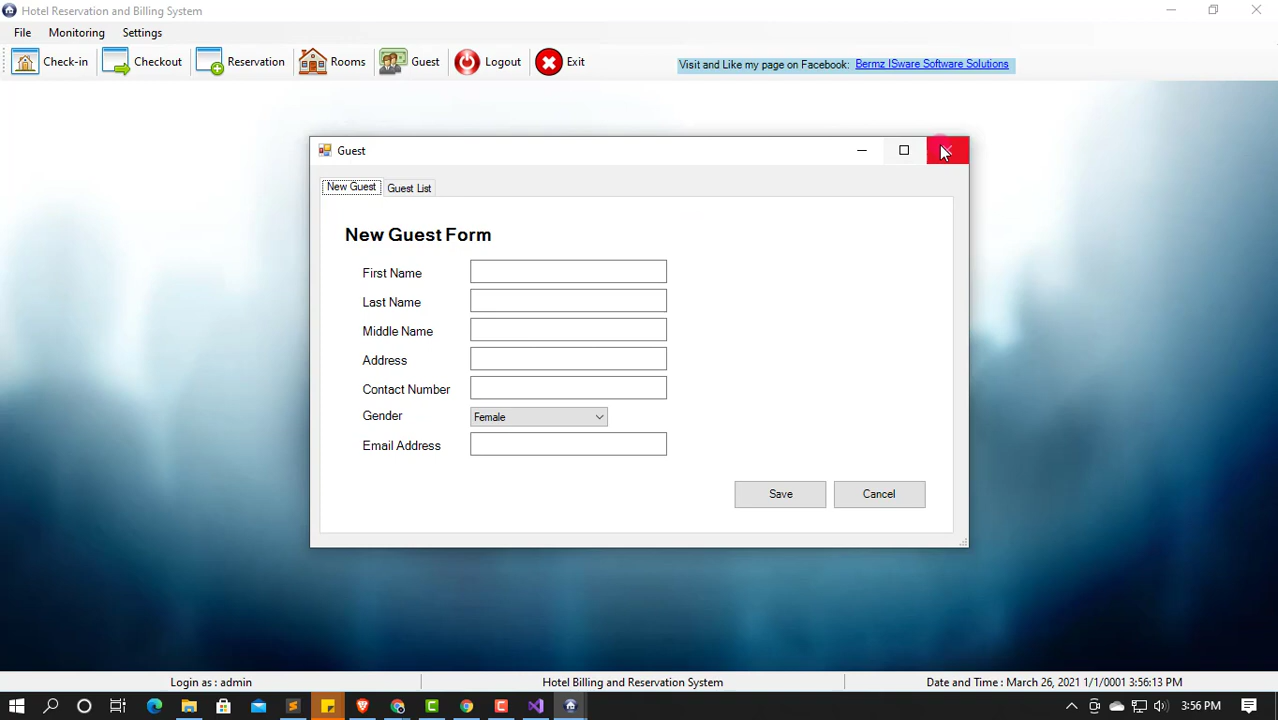 Hotel Reservation and Billing System
File Monitoring Settings
Check-in Checkout Reservation Rooms Guest Logout Exit
Visit and Like my page on Facebook: Bermz ISware Software Solutions
Guest
New Guest Guest List
New Guest Form
First Name
Last Name
Middle Name
Address
Contact Number
Gender Female
Email Address
Save Cancel
Login as : admin Hotel Billing and Reservation System Date and Time : March 26, 2021 1/1/0001 3:56:13 PM
3:56 PM